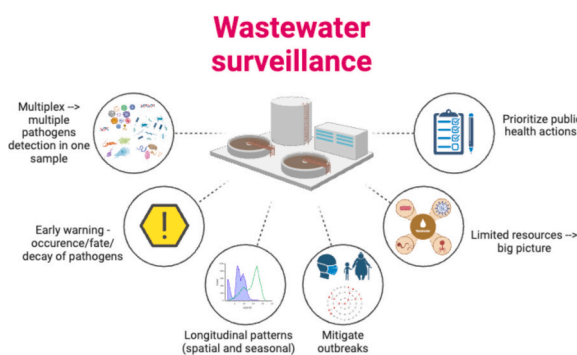 Wastewater
surveillance
Multiplex -->
multiple
pathogens
detection in one
sample
Prioritize public
health actions
Early warning -
occurence/fate/
decay of pathogens
Limited resources -->
big picture
Longitudinal patterns
(spatial and seasonal)
Mitigate
outbreaks